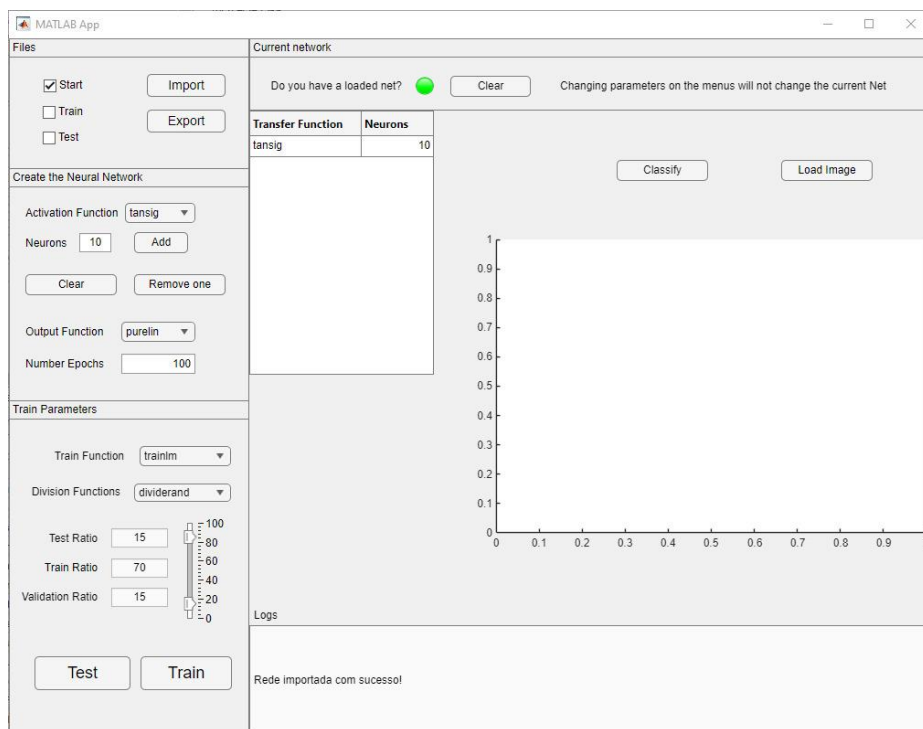 MATLAB App
Files
Start
Import
Train
Export
Test
Create the Neural Network
Activation Function tansig
Neurons 10 Add
Clear Remove one
Output Function purelin
Number Epochs 100
Train Parameters
Train Function trainlm
Division Functions dividerand
Test Ratio 15
Train Ratio 70
Validation Ratio 15
100
80
60
40
20
0
Test Train
Current network
Do you have a loaded net? Clear Changing parameters on the menus will not change the current Net
Transfer Function Neurons
tansig 10
Classify Load Image
1
0.9
0.8
0.7
0.6
0.5
0.4
0.3
0.2
0.1
0
0 0.1 0.2 0.3 0.4 0.5 0.6 0.7 0.8 0.9
Logs
Rede importada com sucesso!